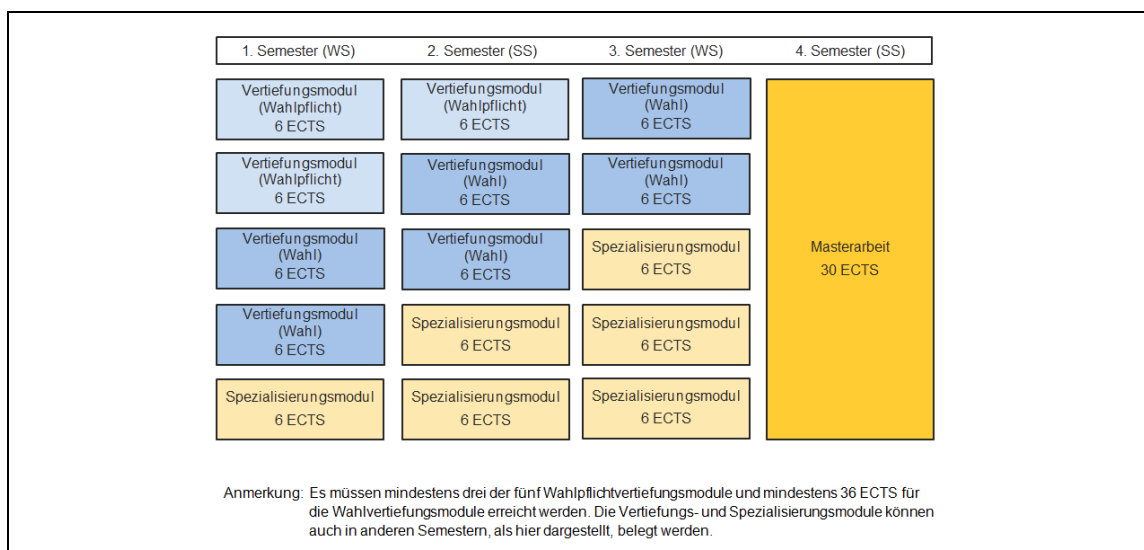 1. Semester (WS)
2. Semester (SS)
3. Semester (WS)
4. Semester (SS)
Vertiefungsmodul
(Wahlpflicht)
6 ECTS
Vertiefungsmodul
(Wahlpflicht)
6 ECTS
Vertiefungsmodul
(Wahl)
6 ECTS
Vertiefungsmodul
(Wahlpflicht)
6 ECTS
Vertiefungsmodul
(Wahl)
6 ECTS
Vertiefungsmodul
(Wahl)
6 ECTS
Vertiefungsmodul
(Wahl)
6 ECTS
Vertiefungsmodul
(Wahl)
6 ECTS
Spezialisierungsmodul
6 ECTS
Masterarbeit
30 ECTS
Vertiefungsmodul
(Wahl)
6 ECTS
Spezialisierungsmodul
6 ECTS
Spezialisierungsmodul
6 ECTS
Spezialisierungsmodul
6 ECTS
Spezialisierungsmodul
6 ECTS
Spezialisierungsmodul
6 ECTS
Anmerkung: Es müssen mindestens drei der fünf Wahlpflichtvertiefungsmodule und mindestens 36 ECTS für
die Wahlvertiefungsmodule erreicht werden. Die Vertiefungs- und Spezialisierungsmodule können
auch in anderen Semestern, als hier dargestellt, belegt werden.